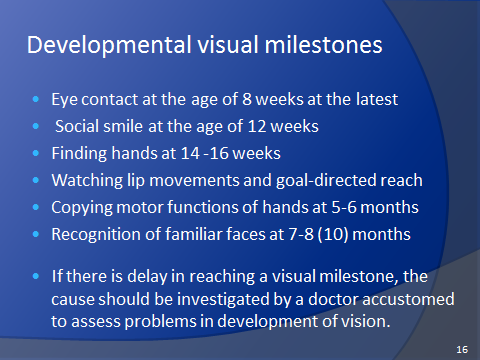 Developmental visual milestones
• Eye contact at the age of 8 weeks at the latest
• Social smile at the age of 12 weeks
• Finding hands at 14 -16 weeks
• Watching lip movements and goal-directed reach
• Copying motor functions of hands at 5-6 months
• Recognition of familiar faces at 7-8 (10) months
• If there is delay in reaching a visual milestone, the
cause should be investigated by a doctor accustomed
to assess problems in development of vision.
16